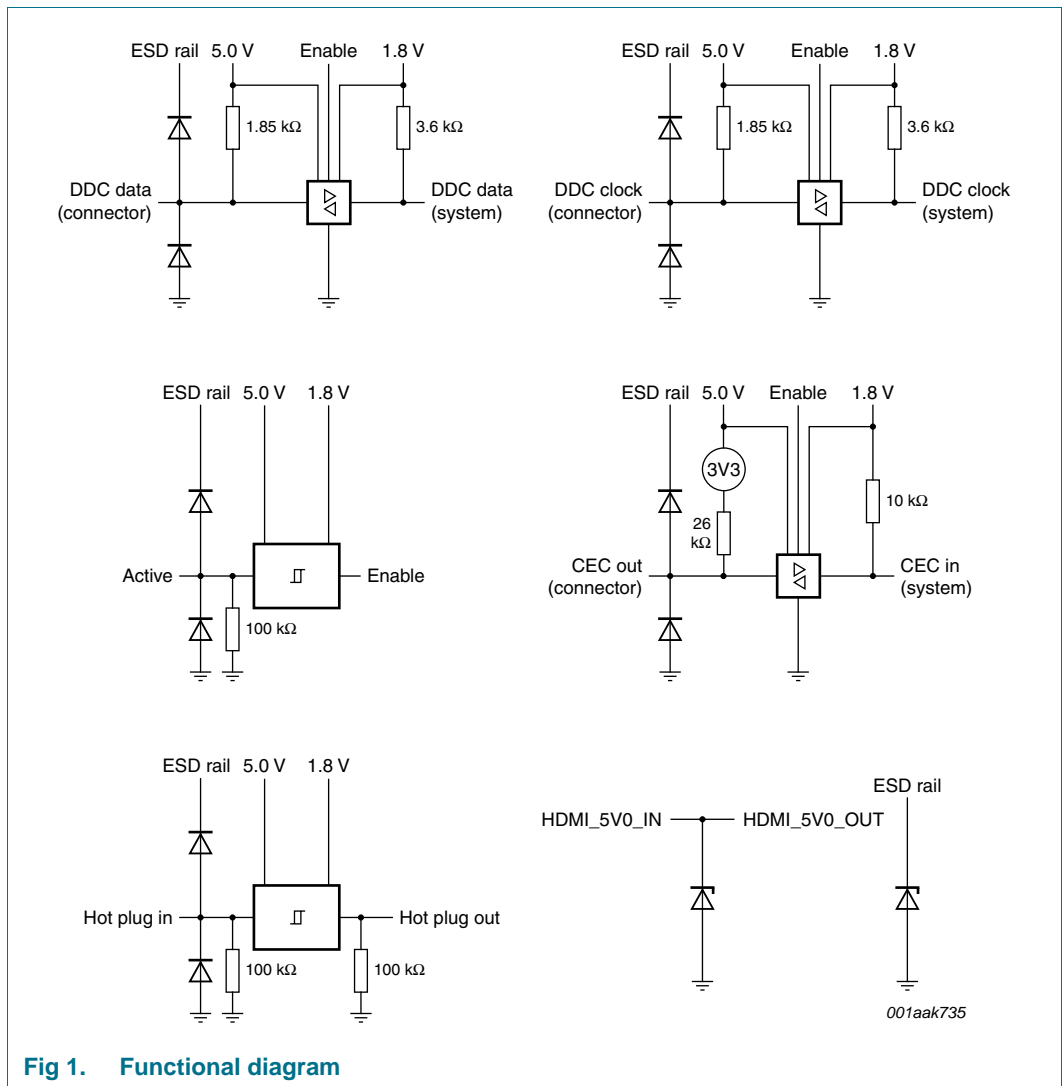 ESD rail 5.0 V Enable 1.8 V
1.85 kΩ 3.6 kΩ
DDC data
(connector)
DDC data
(system)
ESD rail 5.0 V Enable 1.8 V
1.85 kΩ 3.6 kΩ
DDC clock
(connector)
DDC clock
(system)
ESD rail 5.0 V 1.8 V
Active
Enable
100 kΩ
ESD rail 5.0 V Enable 1.8 V
3V3
26
kΩ
10 kΩ
CEC out
(connector)
CEC in
(system)
ESD rail 5.0 V 1.8 V
Hot plug in
Hot plug out
100 kΩ 100 kΩ
ESD rail
HDMI_5V0_IN HDMI_5V0_OUT
001aak735
Fig 1. Functional diagram